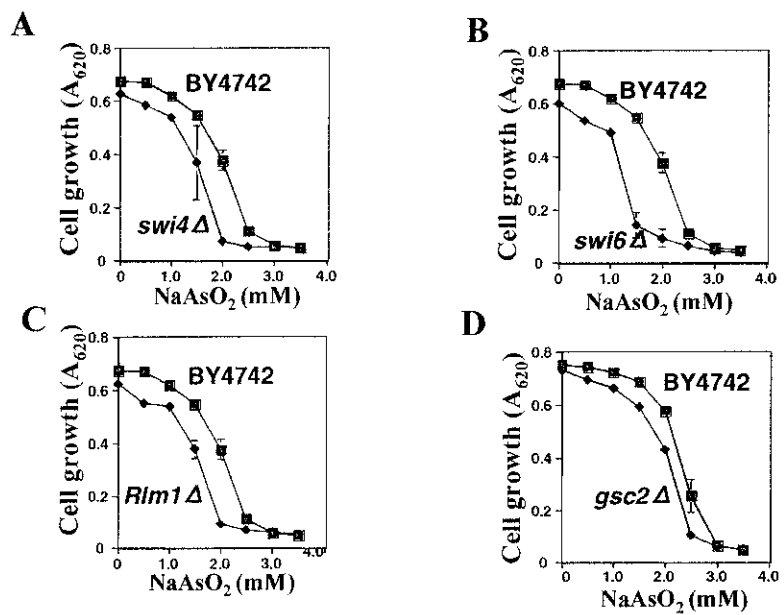 A
Cell growth (A620)
0.8
0.6
0.4
0.2
0
BY4742
swi4Δ
0
1.0
2.0
3.0
4.0
NaAsO2 (mM)
B
Cell growth (A620)
0.8
0.6
0.4
0.2
0
BY4742
swi6Δ
0
1.0
2.0
3.0
4.0
NaAsO2 (mM)
C
Cell growth (A620)
0.8
0.6
0.4
0.2
0
BY4742
Rlm1Δ
0
1.0
2.0
3.0
4.0
NaAsO2 (mM)
D
Cell growth (A620)
0.8
0.6
0.4
0.2
0
BY4742
gsc2Δ
0
1.0
2.0
3.0
4.0
NaAsO2 (mM)